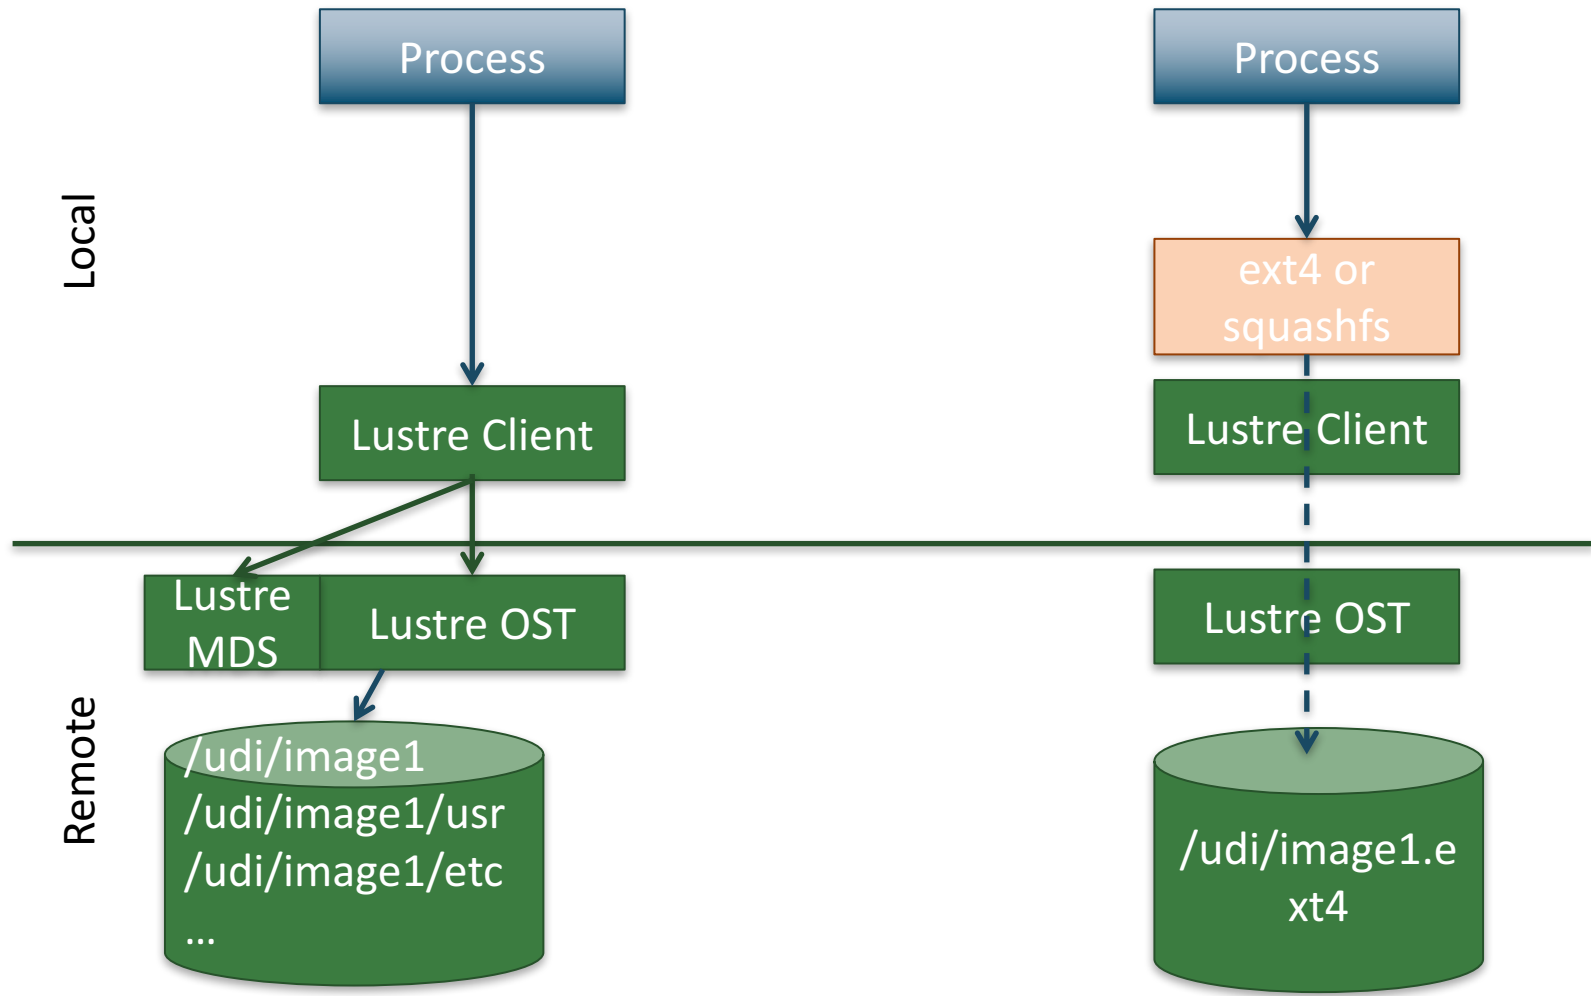 Local
Remote
Process
Lustre Client
Lustre
MDS
Lustre OST
/udi/image1
/udi/image1/usr
/udi/image1/etc
...
Process
ext4 or
squashfs
Lustre Client
Lustre OST
/udi/image1.e
xt4